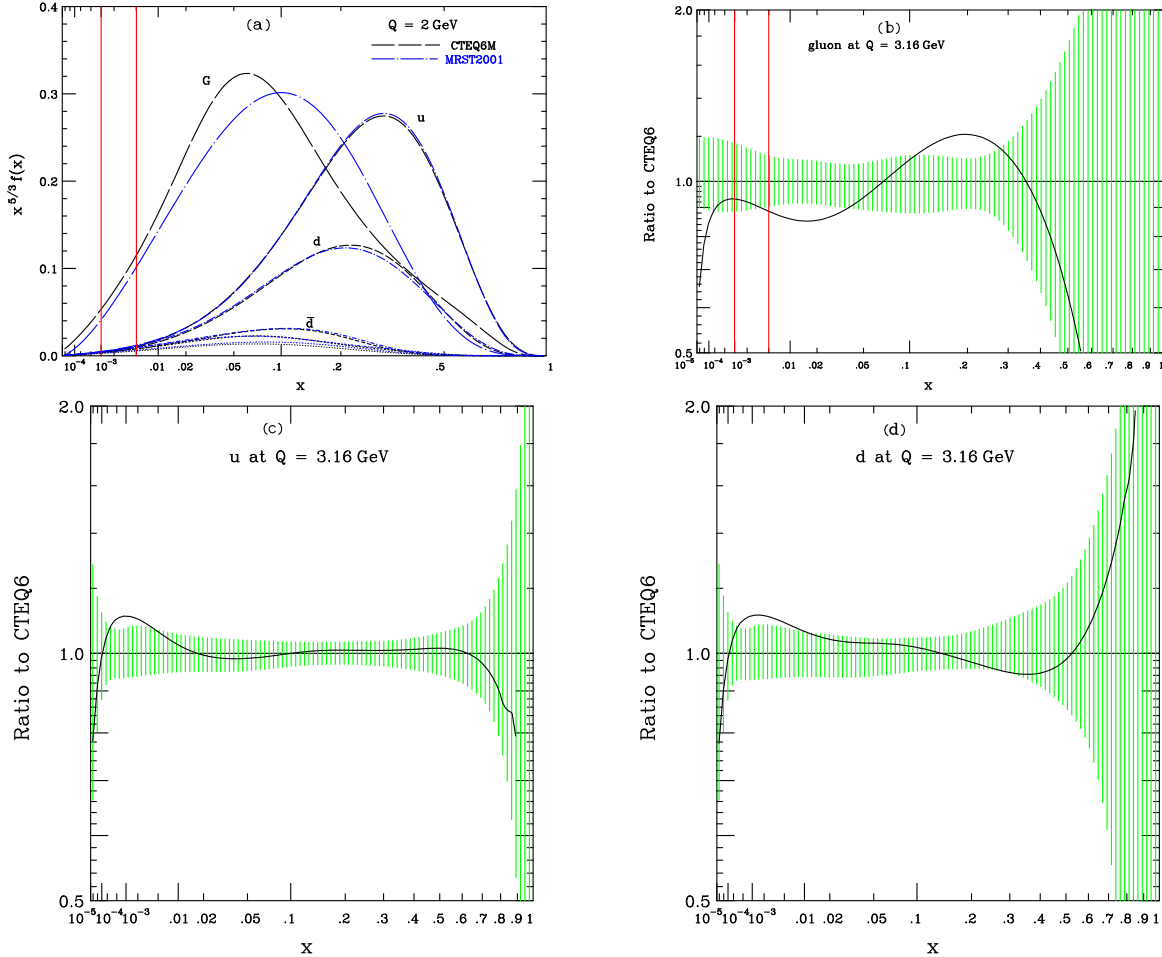 (a)
Q = 2 GeV
CTEQ6M
MRST2001
G
u
d
d̅
x^5/3 f(x)
0.4
0.3
0.2
0.1
0.0
10⁻⁴ 10⁻³ .01 .02 .05 .1 .2 .5 1
x
(b)
gluon at Q = 3.16 GeV
Ratio to CTEQ6
2.0
1.0
0.5
10⁻⁵ 10⁻⁴ 10⁻³ .01 .02 .05 .1 .2 .3 .4 .5 .6 .7 .8 .9 1
x
(c)
u at Q = 3.16 GeV
Ratio to CTEQ6
2.0
1.0
0.5
10⁻⁵ 10⁻⁴ 10⁻³ .01 .02 .05 .1 .2 .3 .4 .5 .6 .7 .8 .9 1
x
(d)
d at Q = 3.16 GeV
Ratio to CTEQ6
2.0
1.0
0.5
10⁻⁵ 10⁻⁴ 10⁻³ .01 .02 .05 .1 .2 .3 .4 .5 .6 .7 .8 .9 1
x